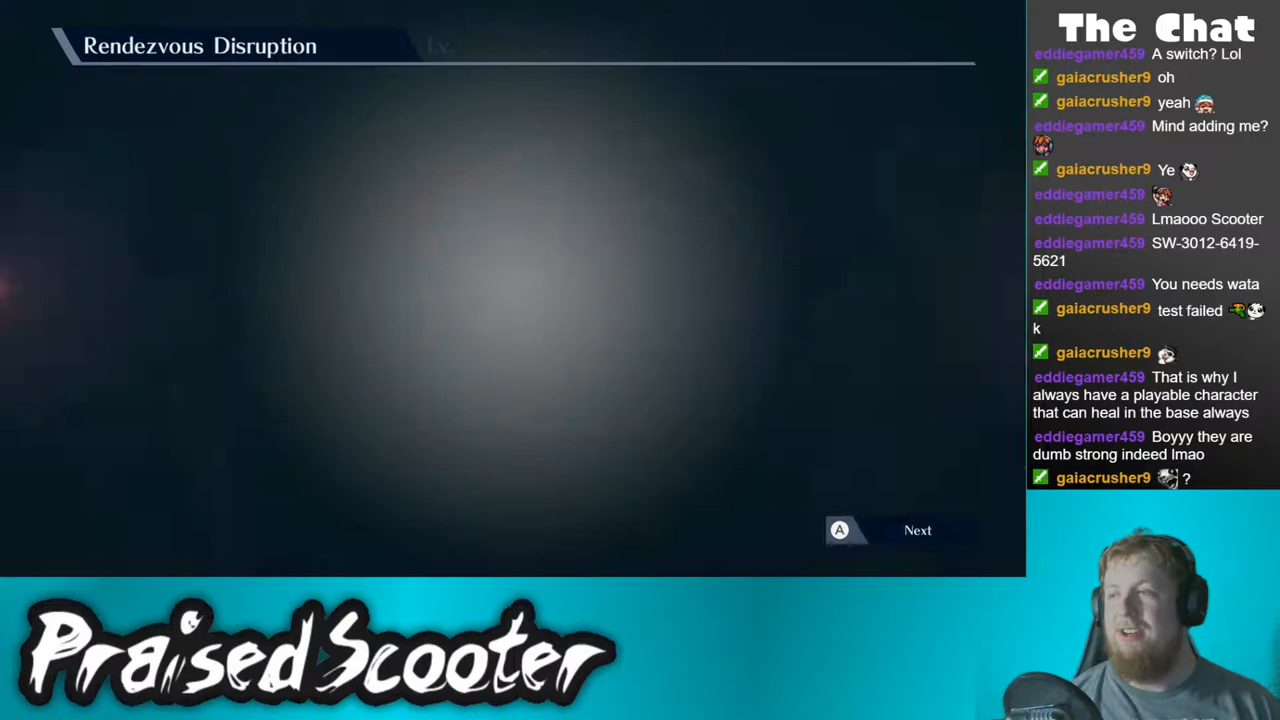 Rendezvous Disruption
Lv.
A Next
The Chat
eddiegamer459 A switch? Lol
gaiacrusher9 oh
gaiacrusher9 yeah
eddiegamer459 Mind adding me?
gaiacrusher9 Ye
eddiegamer459
eddiegamer459 Lmaooo Scooter
eddiegamer459 SW-3012-6419-
5621
eddiegamer459 You needs wata
gaiacrusher9 test failed
k
gaiacrusher9
eddiegamer459 That is why I
always have a playable character
that can heal in the base always
eddiegamer459 Boyyy they are
dumb strong indeed lmao
gaiacrusher9 ?
PraisedScooter